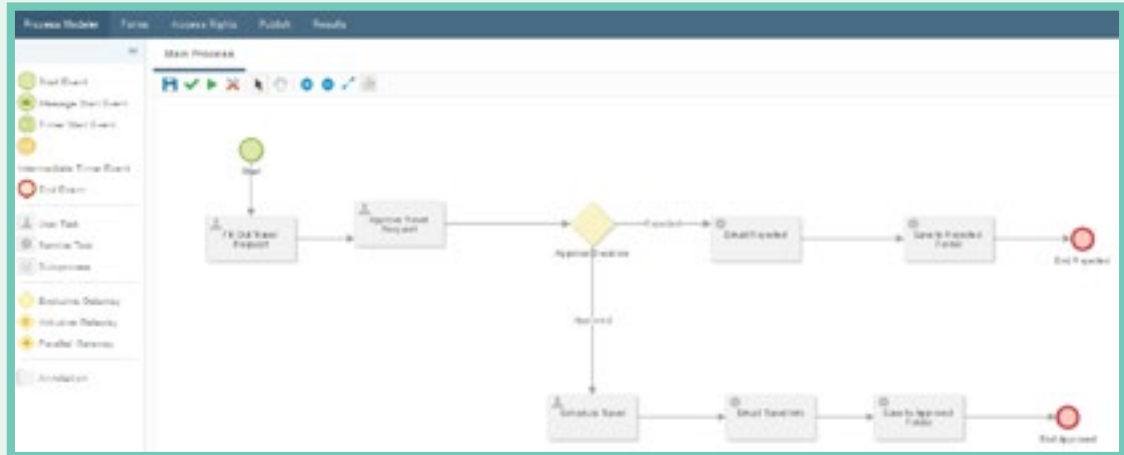 Process Modeler Forms Access Rights Publish Results
Main Process
Start Event
Message Start Event
Timer Start Event
Intermediate Timer Event
End Event
User Task
Service Task
Subprocess
Exclusive Gateway
Inclusive Gateway
Parallel Gateway
Annotation
Start
Fill Out Travel
Request
Approve Travel
Request
Approval Decision
Rejected
Email Rejected
Save to Rejected
Folder
End Rejected
Approved
Schedule Travel
Email Travel Info
Save to Approved
Folder
End Approved